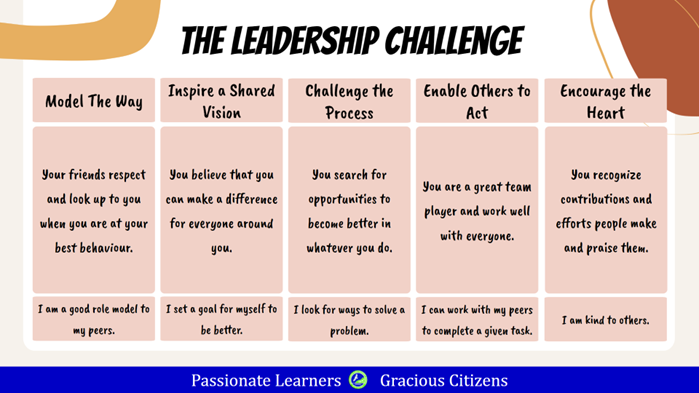 THE LEADERSHIP CHALLENGE
Model The Way
Inspire a Shared
Vision
Challenge the
Process
Enable Others to
Act
Encourage the
Heart
Your friends respect
and look up to you
when you are at your
best behaviour.
You believe that you
can make a difference
for everyone around
you.
You search for
opportunities to
become better in
whatever you do.
You are a great team
player and work well
with everyone.
You recognize
contributions and
efforts people make
and praise them.
I am a good role model to
my peers.
I set a goal for myself to
be better.
I look for ways to solve a
problem.
I can work with my peers
to complete a given task.
I am kind to others.
Passionate Learners Gracious Citizens